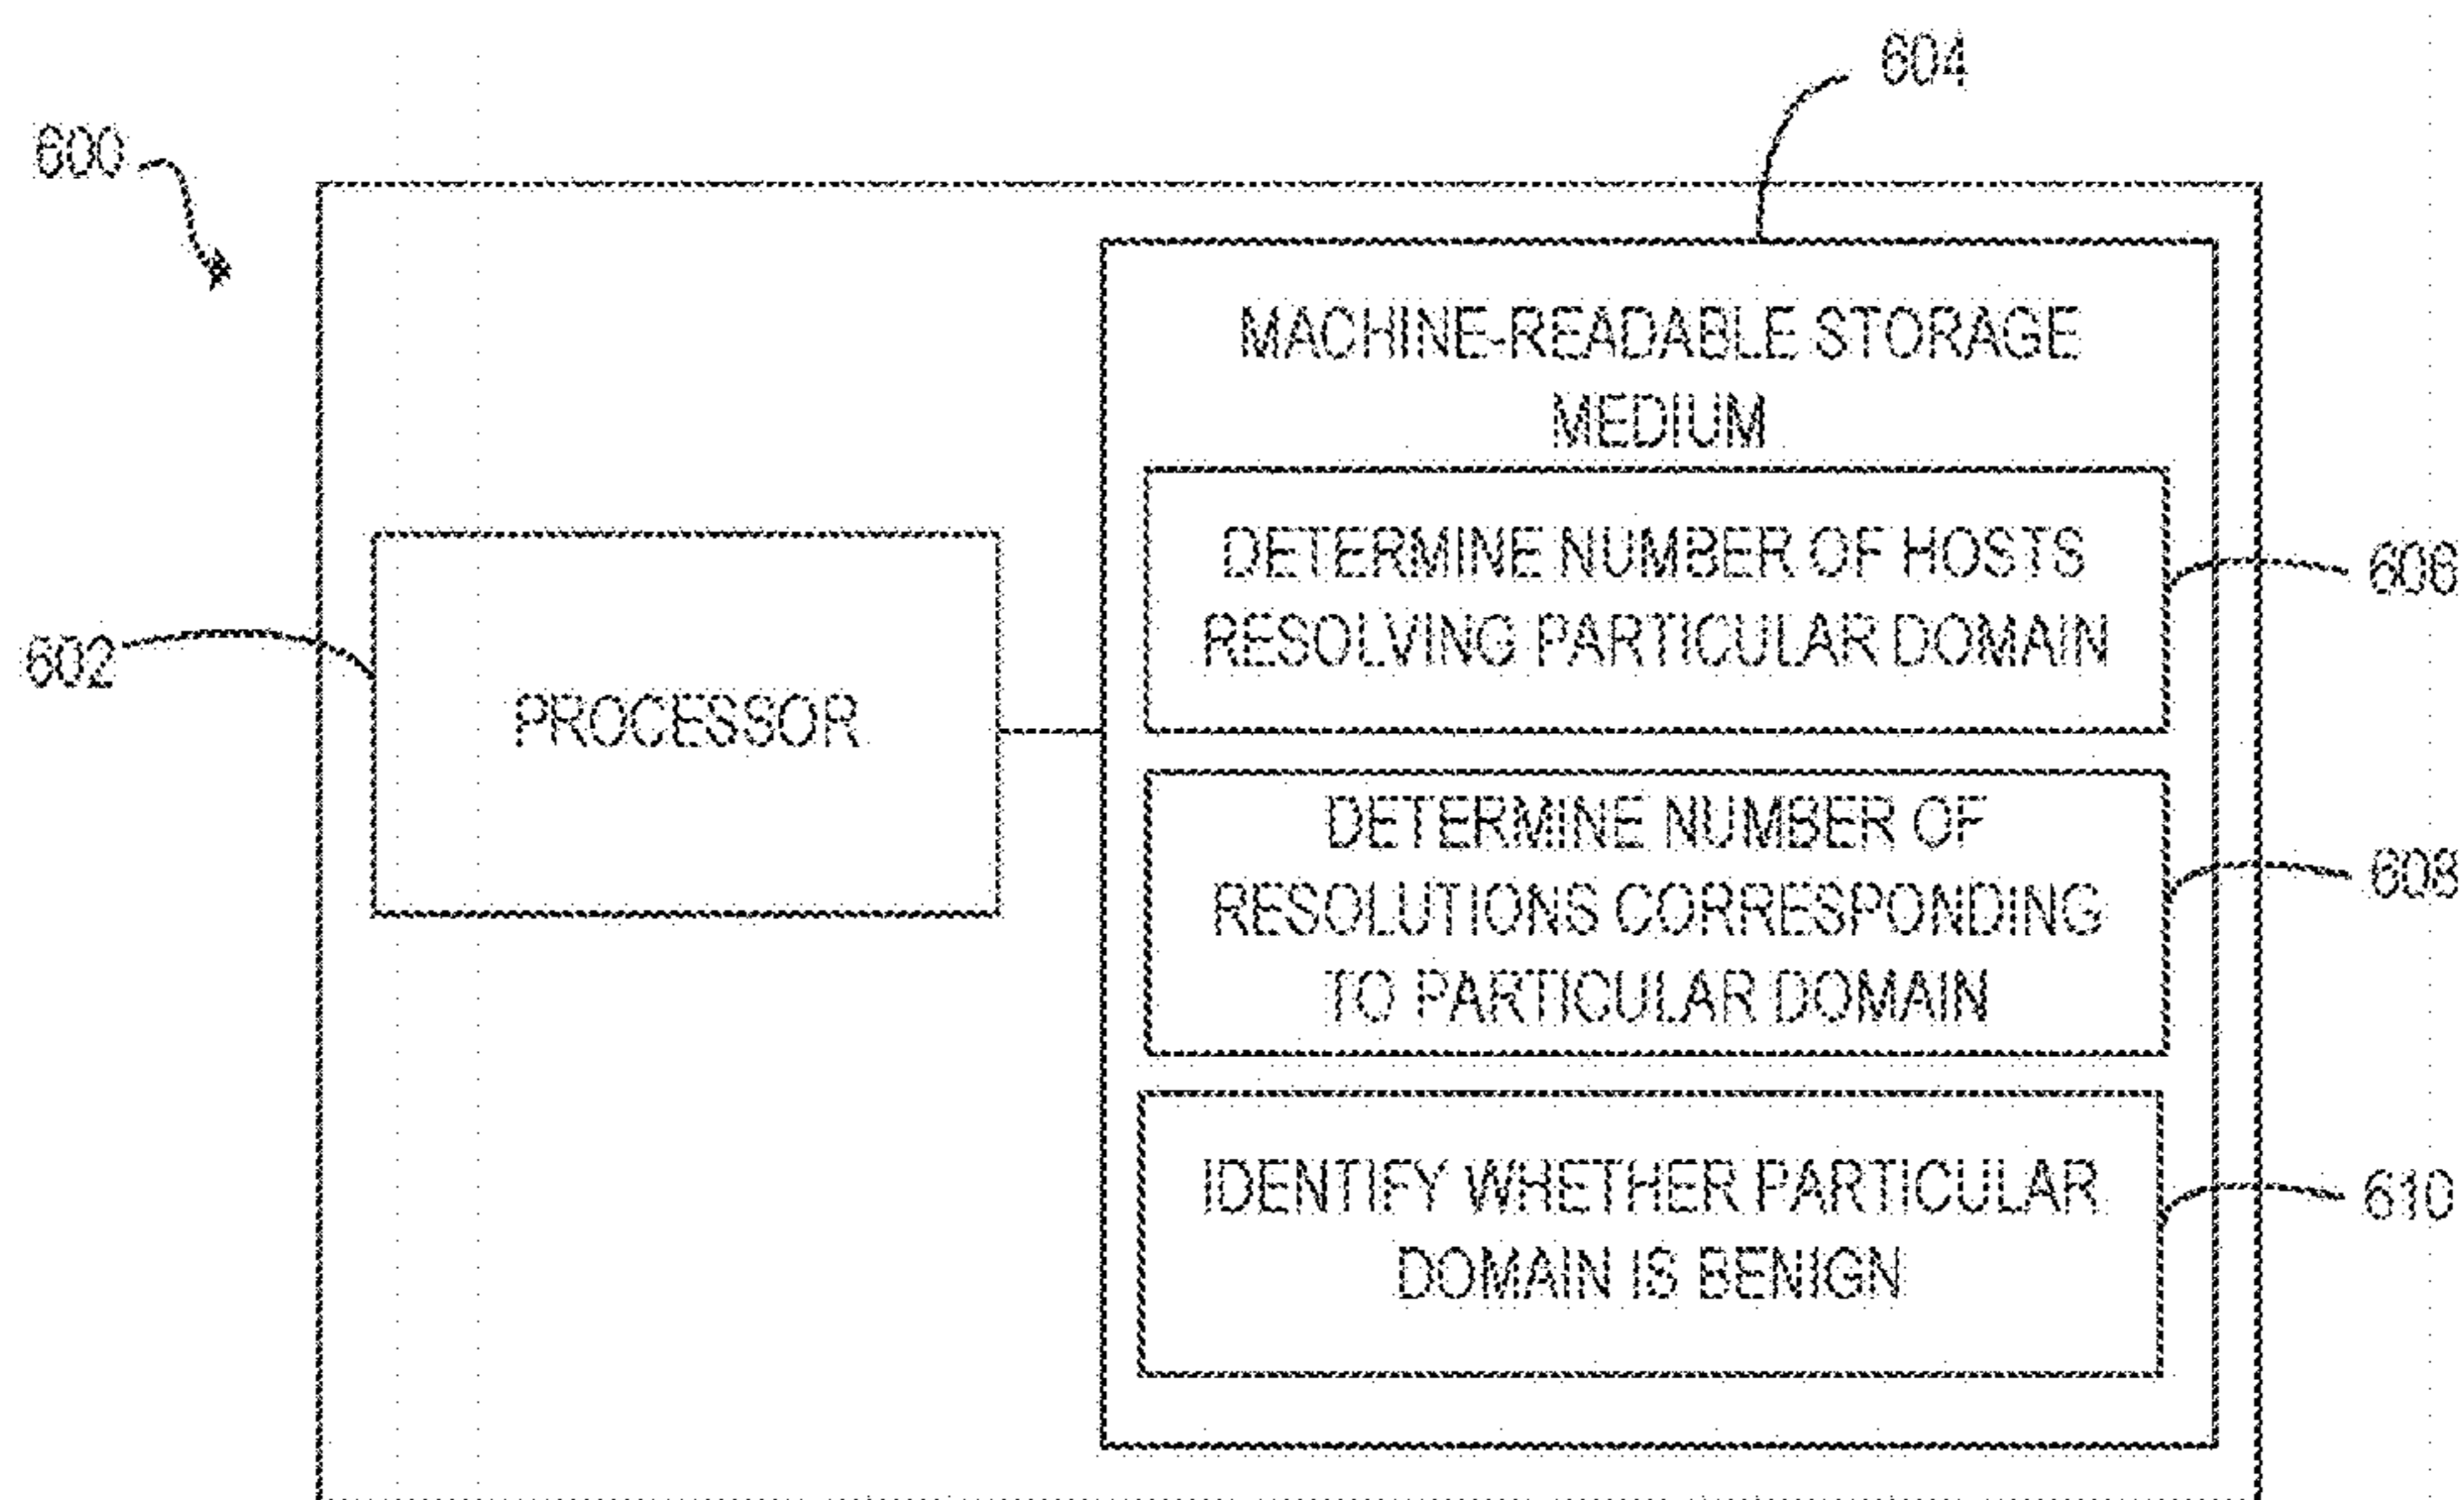 604
600
MACHINE-READABLE STORAGE
MEDIUM
DETERMINE NUMBER OF HOSTS
RESOLVING PARTICULAR DOMAIN
606
602
PROCESSOR
DETERMINE NUMBER OF
RESOLUTIONS CORRESPONDING
TO PARTICULAR DOMAIN
608
IDENTIFY WHETHER PARTICULAR
DOMAIN IS BENIGN
610